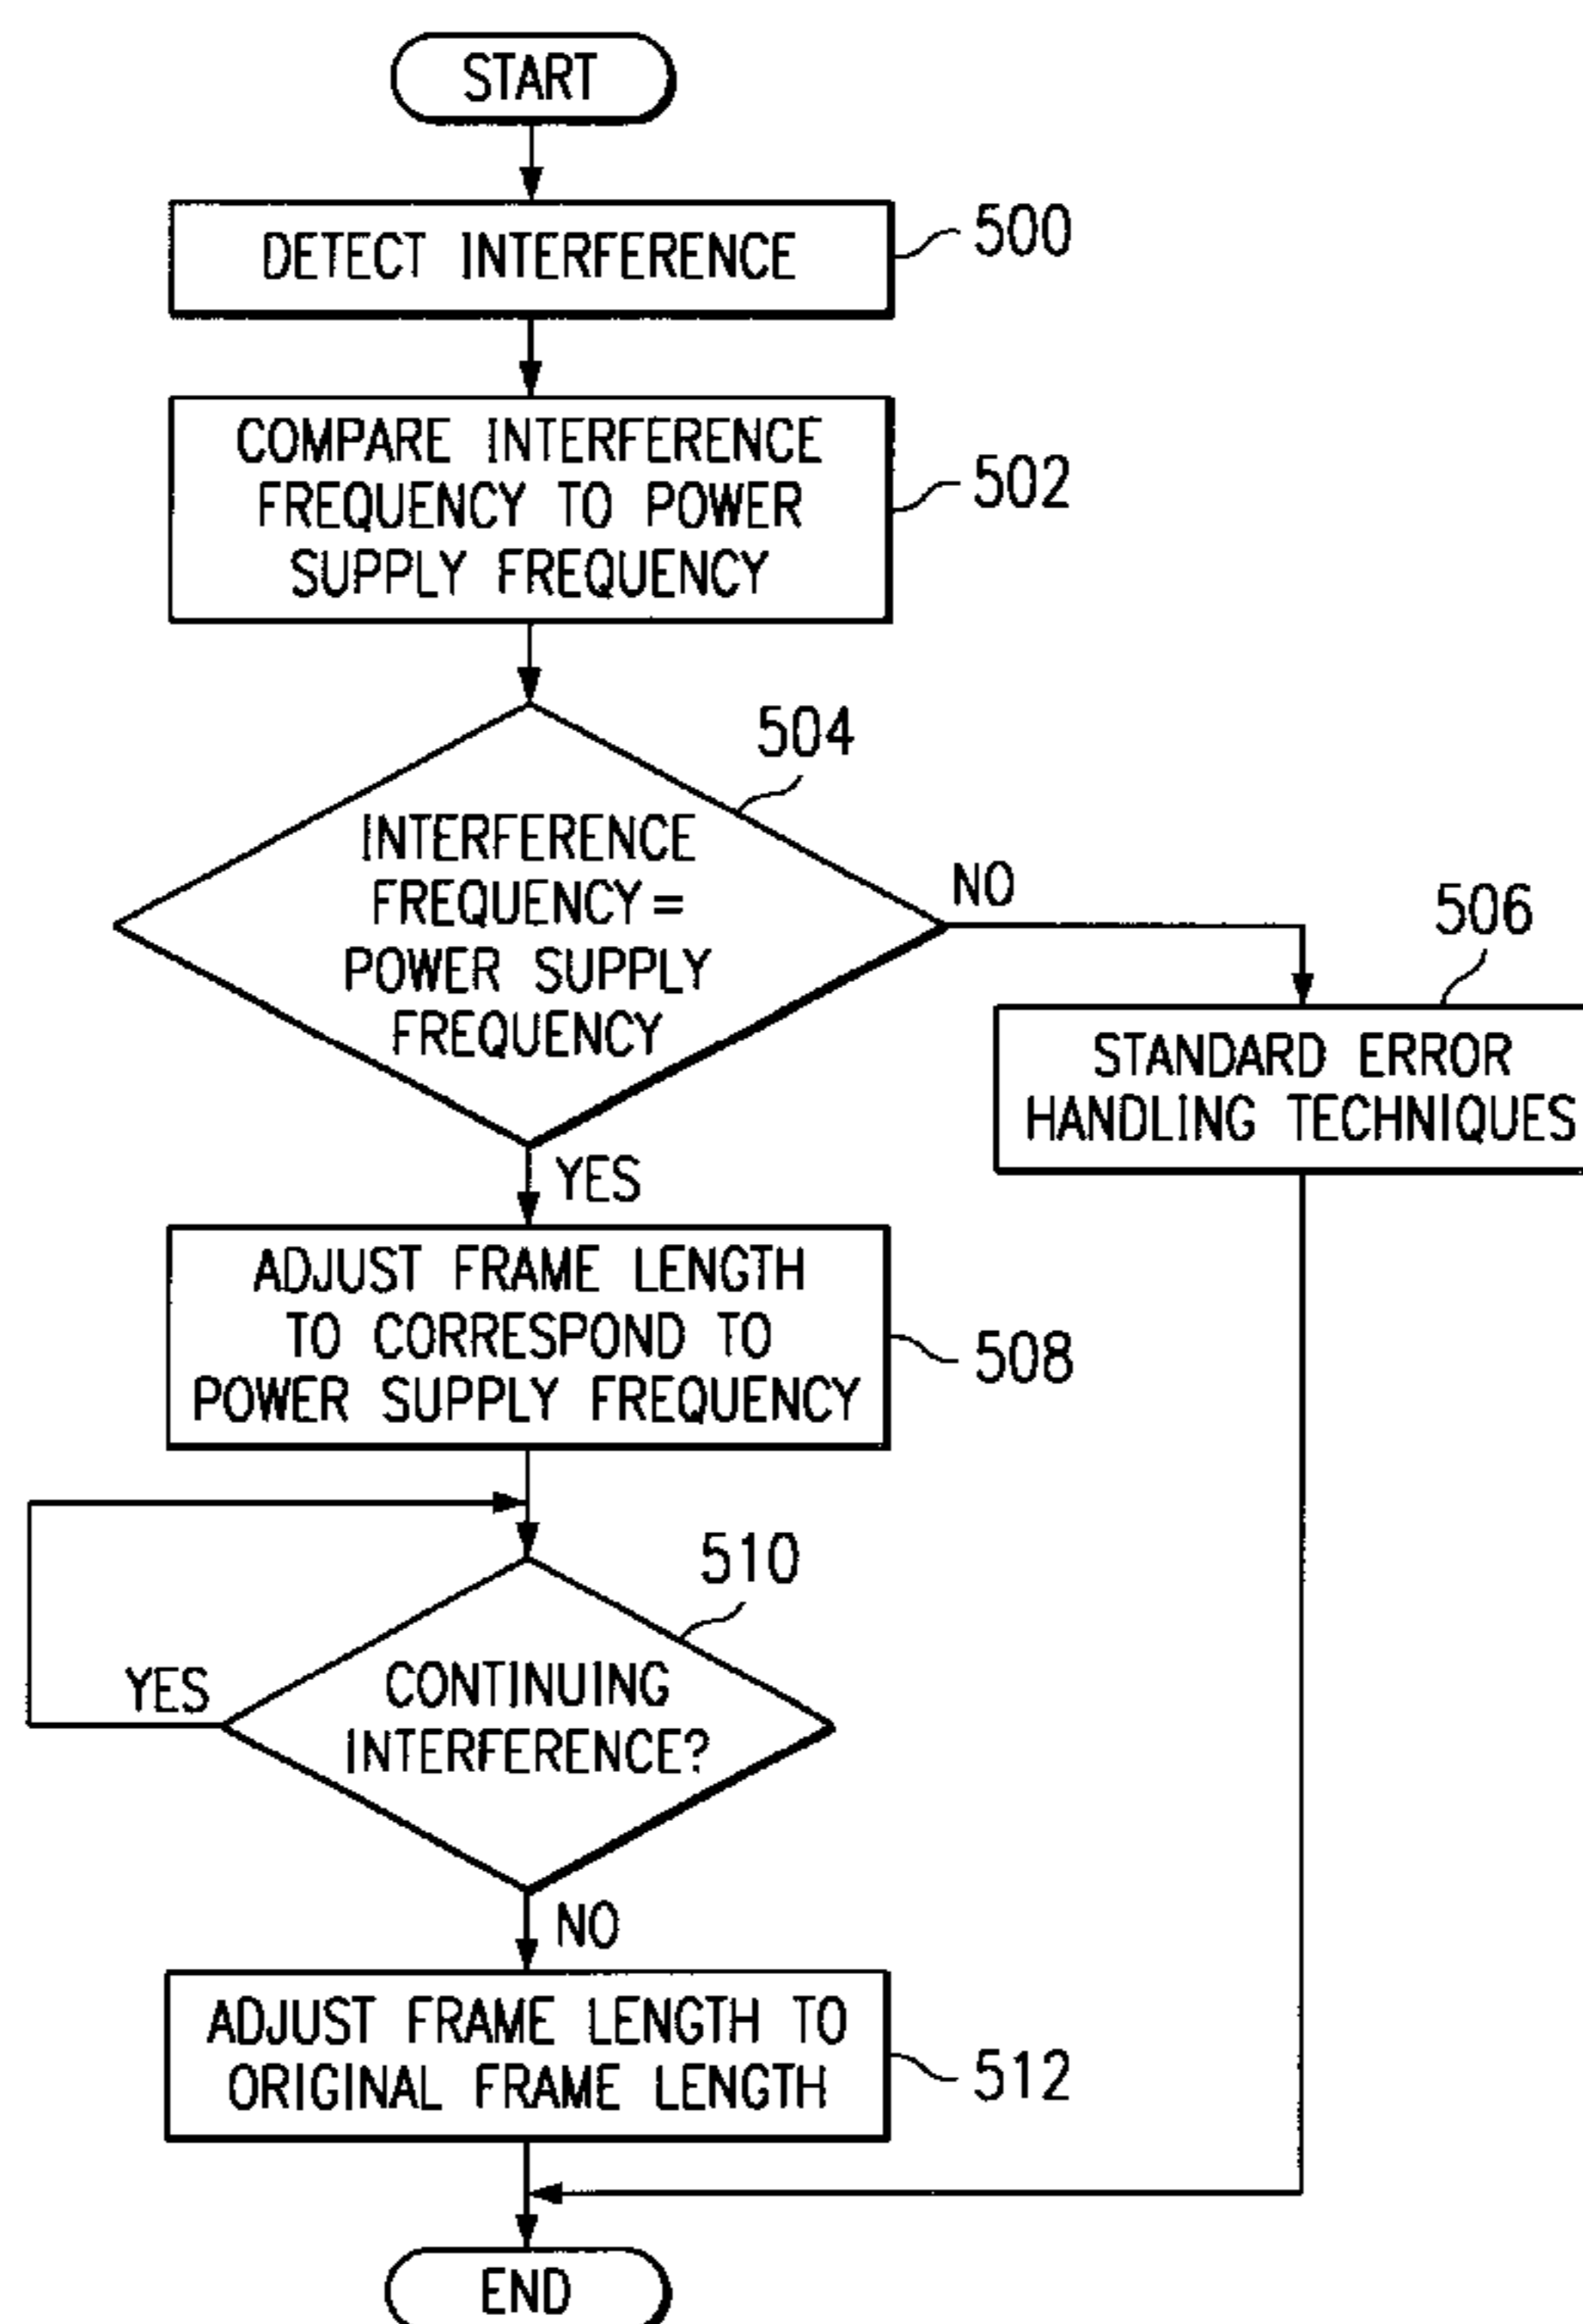 START
DETECT INTERFERENCE
500
COMPARE INTERFERENCE
FREQUENCY TO POWER
SUPPLY FREQUENCY
502
504
INTERFERENCE
FREQUENCY =
POWER SUPPLY
FREQUENCY
NO
506
STANDARD ERROR
HANDLING TECHNIQUES
YES
ADJUST FRAME LENGTH
TO CORRESPOND TO
POWER SUPPLY FREQUENCY
508
510
YES
CONTINUING
INTERFERENCE?
NO
ADJUST FRAME LENGTH TO
ORIGINAL FRAME LENGTH
512
END